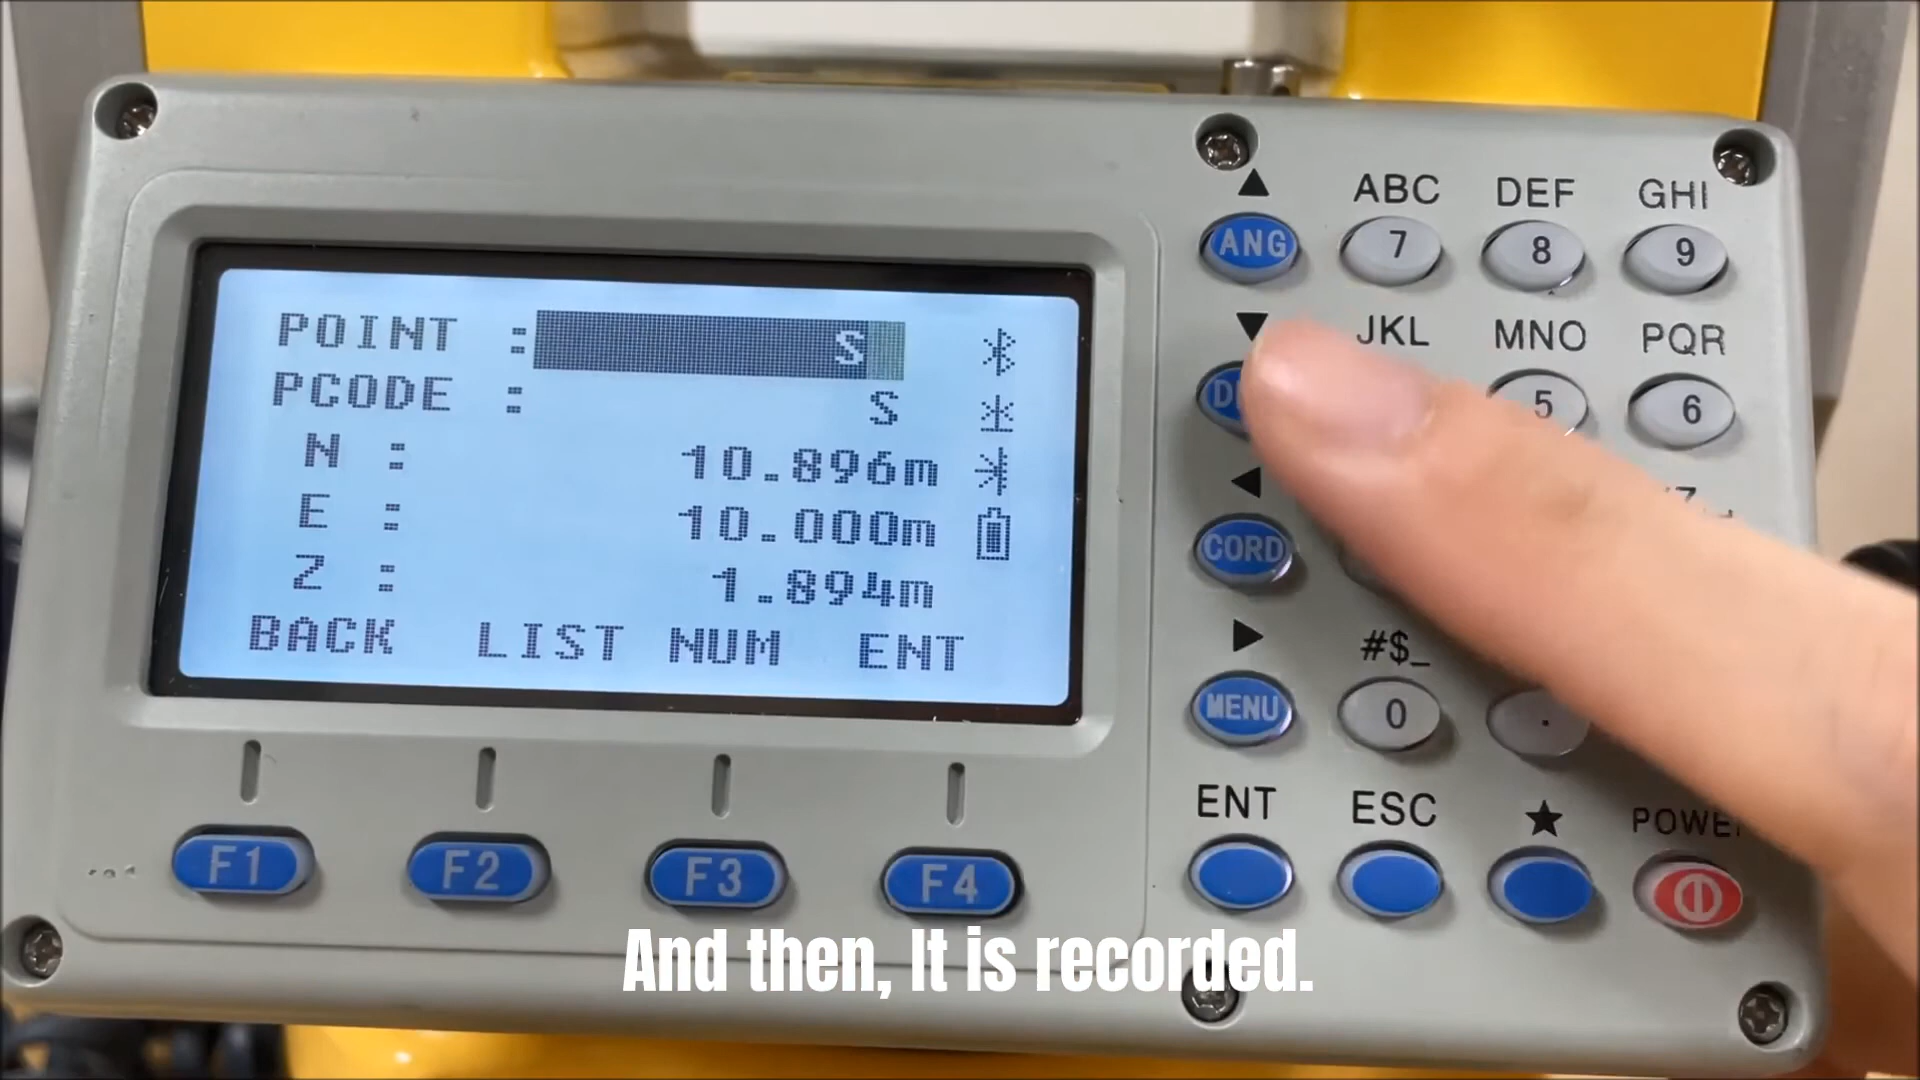 POINT : S
PCODE : S
N : 10.896m
E : 10.000m
Z : 1.894m
BACK LIST NUM ENT
F1 F2 F3 F4
ABC DEF GHI
ANG 7 8 9
JKL MNO PQR
5 6
CORD
#$_
MENU 0 .
ENT ESC ★ POWE
And then, It is recorded.